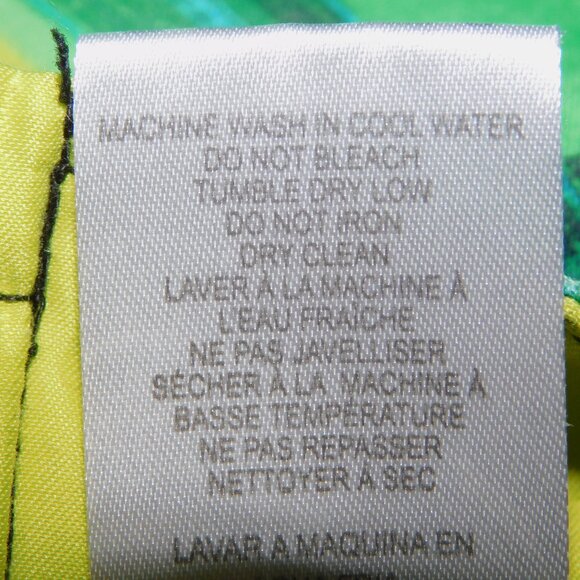 MACHINE WASH IN COOL WATER
DO NOT BLEACH
TUMBLE DRY LOW
DO NOT IRON
DRY CLEAN
LAVER À LA MACHINE À
L'EAU FRAÎCHE
NE PAS JAVELLISER
SÉCHER À LA MACHINE À
BASSE TEMPÉRATURE
NE PAS REPASSER
NETTOYER À SEC
LAVAR A MAQUINA EN